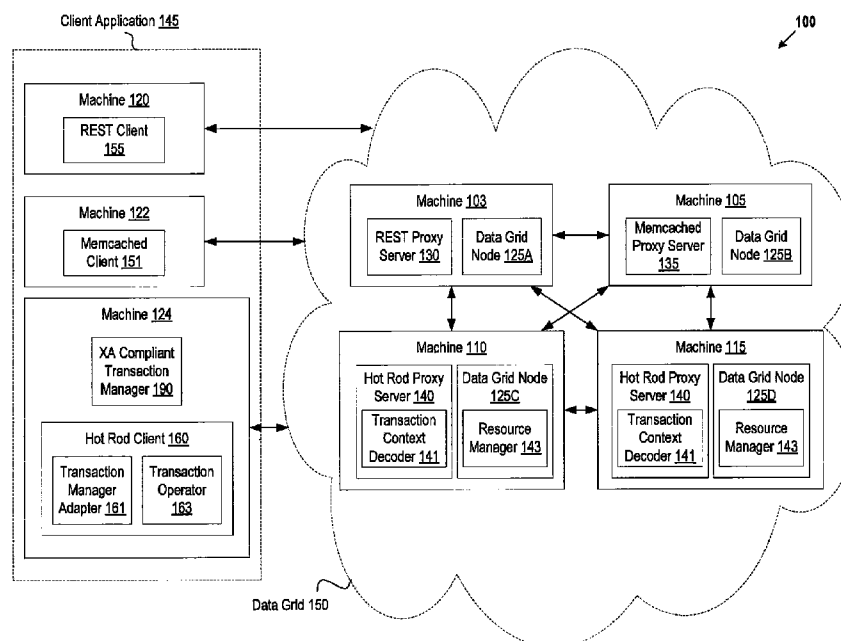 Client Application 145
100
Machine 120
REST Client
155
Machine 122
Memcached
Client 151
Machine 124
XA Compliant
Transaction
Manager
190
Hot Rod Client 160
Transaction
Manager
Adapter 161
Transaction
Operator
163
Machine 103
REST Proxy
Server 130
Data Grid
Node 125A
Machine 105
Memcached
Proxy Server
135
Data Grid
Node 125B
Machine 110
Hot Rod Proxy
Server 140
Transaction
Context
Decoder 141
Data Grid Node
125C
Resource
Manager 143
Machine 115
Hot Rod Proxy
Server 140
Transaction
Context
Decoder 141
Data Grid Node
125D
Resource
Manager 143
Data Grid 150